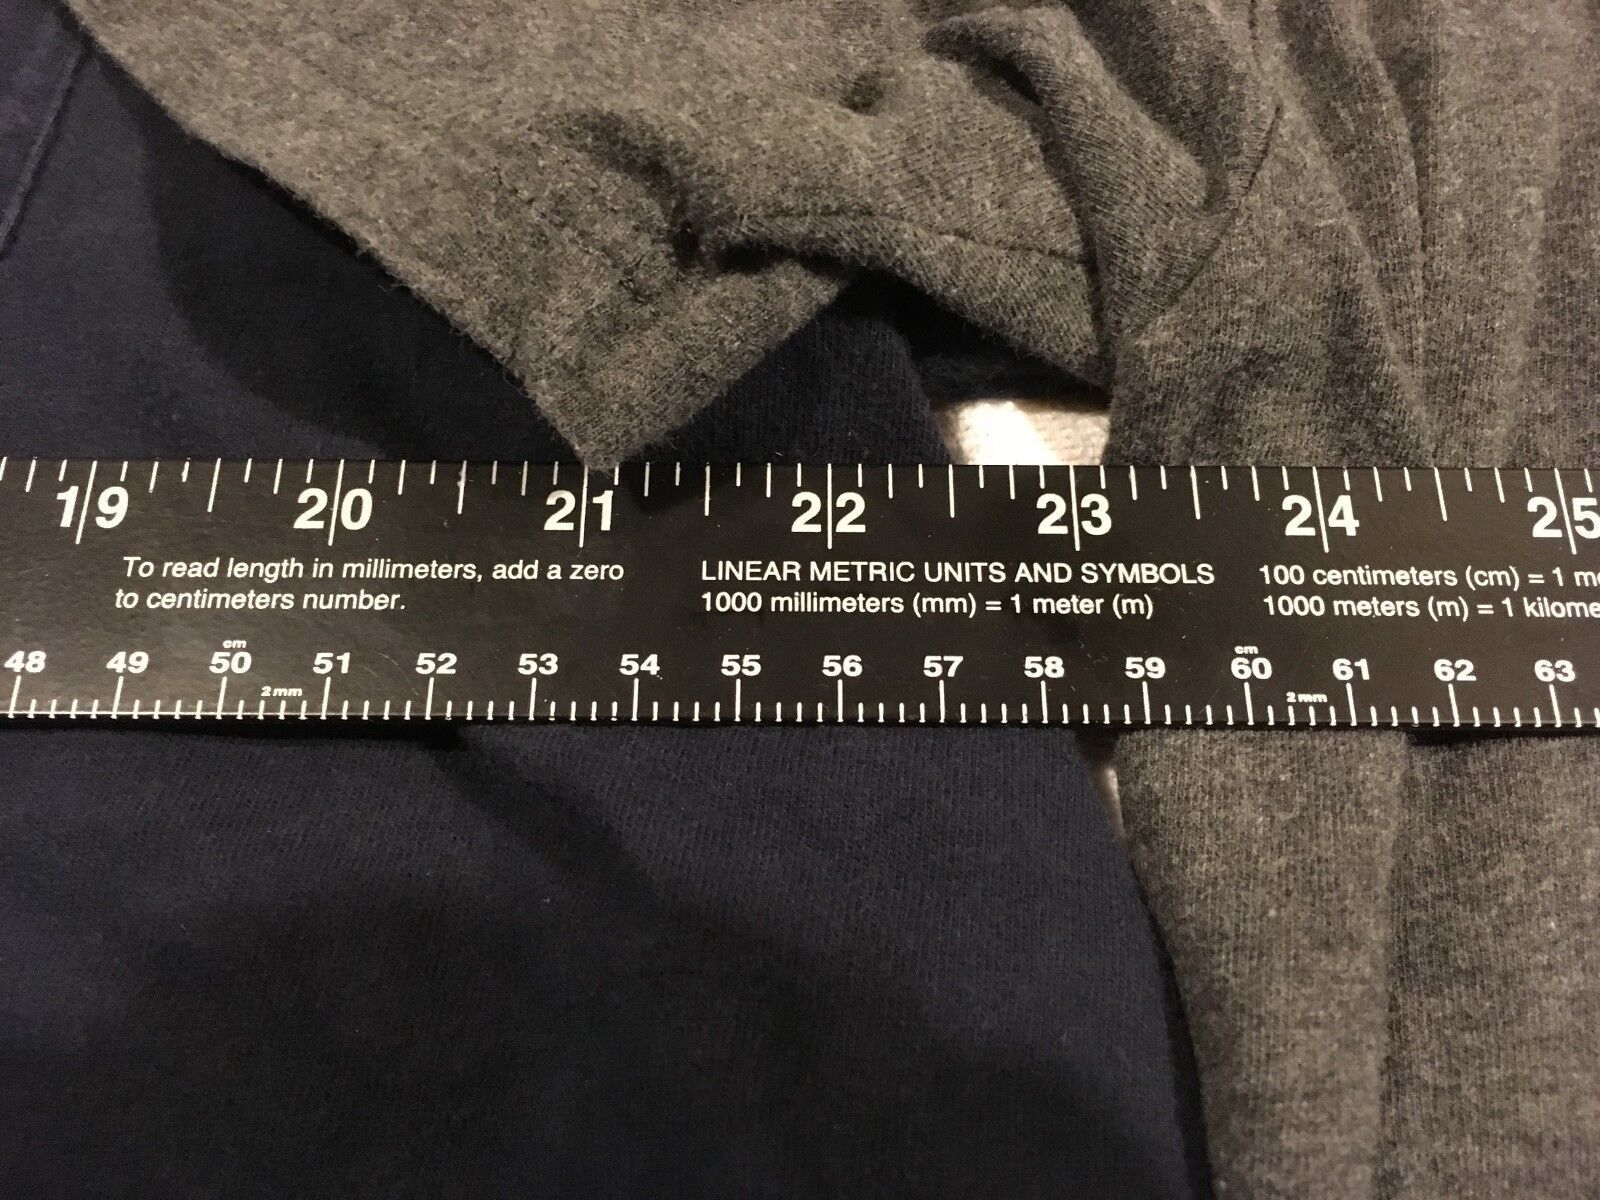 19 20 21 22 23 24 25
To read length in millimeters, add a zero
to centimeters number.
LINEAR METRIC UNITS AND SYMBOLS
1000 millimeters (mm) = 1 meter (m)
100 centimeters (cm) = 1
1000 meters (m) = 1
cm cm
48 49 50 51 52 53 54 55 56 57 58 59 60 61 62 63
2mm 2mm